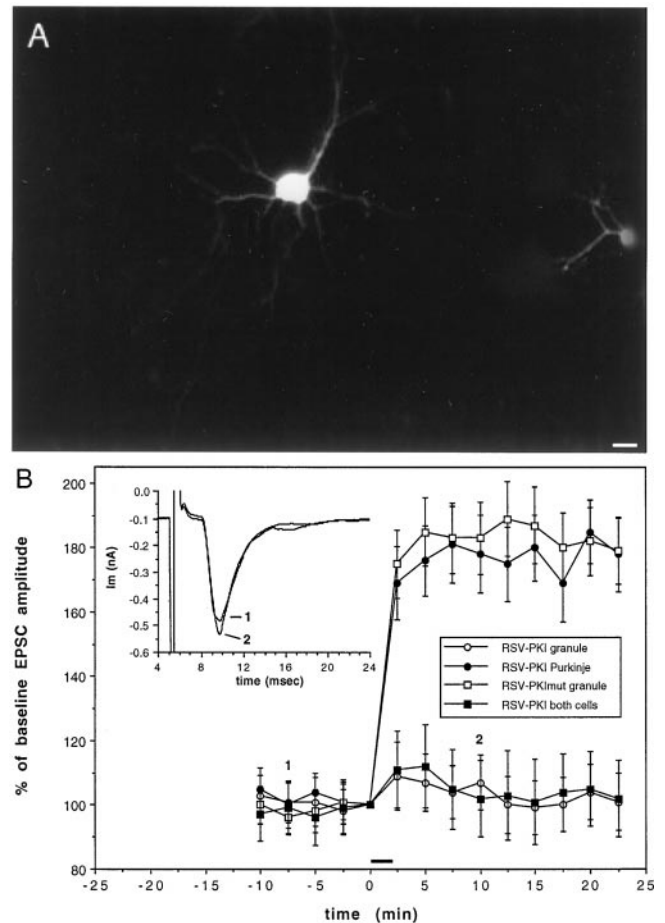 A
B
% of baseline EPSC amplitude
200
180
160
140
120
100
80
-25 -20 -15 -10 -5 0 5 10 15 20 25
time (min)
1
2
Im (nA)
0.0
-0.1
-0.2
-0.3
-0.4
-0.5
-0.6
4 8 12 16 20 24
time (msec)
1
2
RSV-PKI granule
RSV-PKI Purkinje
RSV-PKImut granule
RSV-PKI both cells